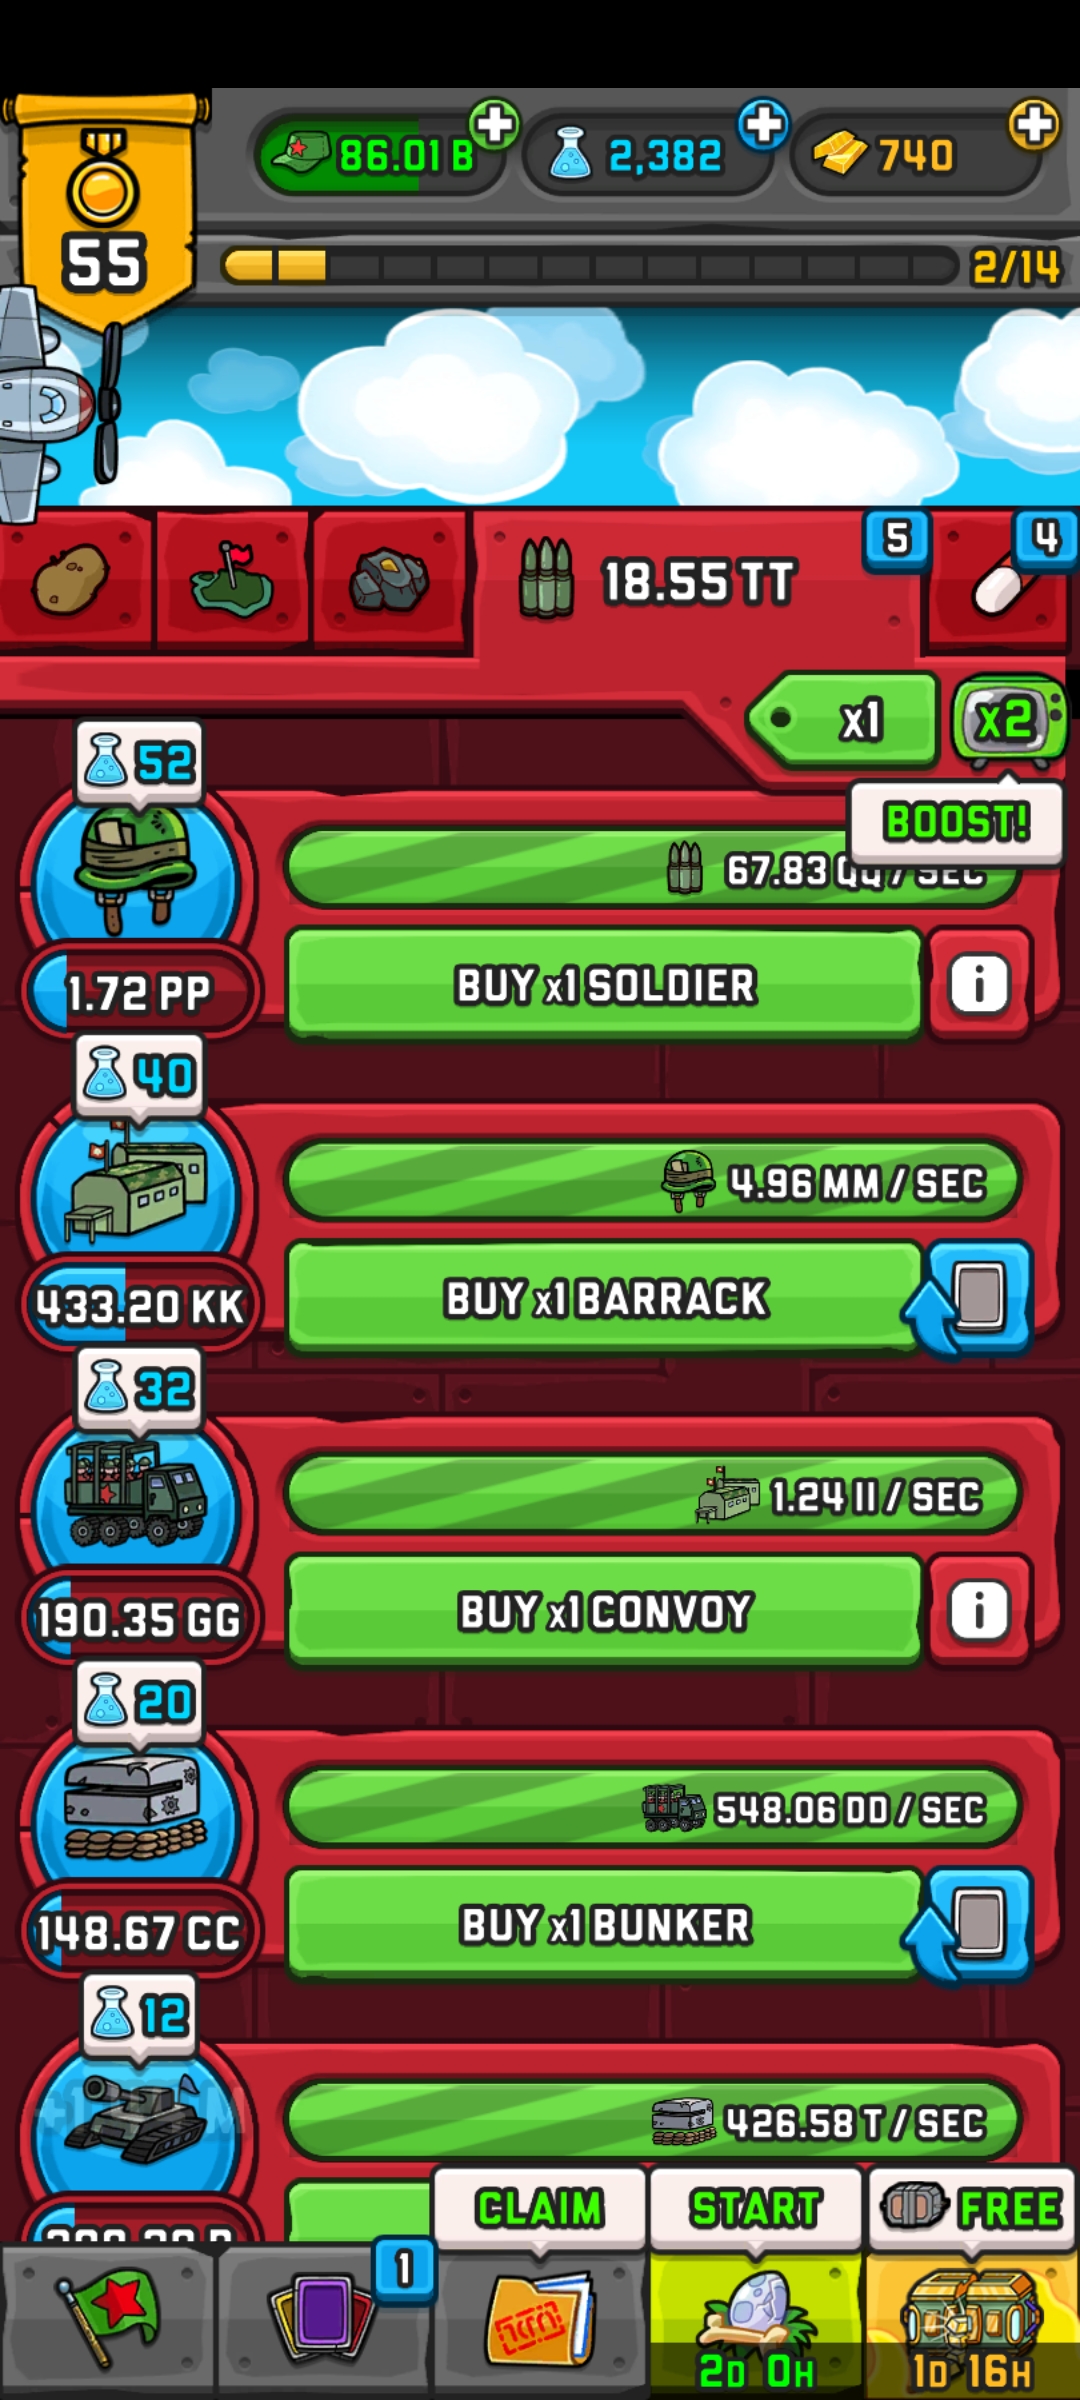 86.01 B
2,382
740
55
2/14
18.55 TT
5
4
x1
x2
BOOST!
52
67.83 QQ / SEC
1.72 PP
BUY x1 SOLDIER
i
40
4.96 MM / SEC
433.20 KK
BUY x1 BARRACK
32
1.24 II / SEC
190.35 GG
BUY x1 CONVOY
i
20
548.06 DD / SEC
148.67 CC
BUY x1 BUNKER
12
426.58 T / SEC
CLAIM
START
FREE
1
2D 0H
1D 16H